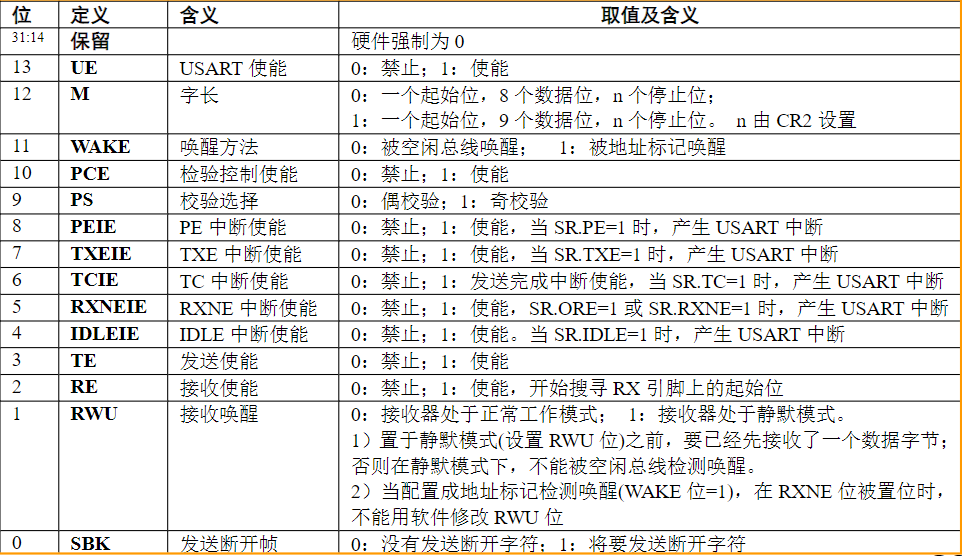 位 定义 含义 取值及含义
31:14 保留 硬件强制为 0
13 UE USART 使能 0：禁止；1：使能
12 M 字长 0：一个起始位，8 个数据位，n 个停止位；
1：一个起始位，9 个数据位，n 个停止位。 n 由 CR2 设置
11 WAKE 唤醒方法 0：被空闲总线唤醒； 1：被地址标记唤醒
10 PCE 检验控制使能 0：禁止；1：使能
9 PS 校验选择 0：偶校验；1：奇校验
8 PEIE PE 中断使能 0：禁止；1：使能，当 SR.PE=1 时，产生 USART 中断
7 TXEIE TXE 中断使能 0：禁止；1：使能，当 SR.TXE=1 时，产生 USART 中断
6 TCIE TC 中断使能 0：禁止；1：发送完成中断使能，当 SR.TC=1 时，产生 USART 中断
5 RXNEIE RXNE 中断使能 0：禁止；1：使能，SR.ORE=1 或 SR.RXNE=1 时，产生 USART 中断
4 IDLEIE IDLE 中断使能 0：禁止；1：使能。当 SR.IDLE=1 时，产生 USART 中断
3 TE 发送使能 0：禁止；1：使能
2 RE 接收使能 0：禁止；1：使能，开始搜寻 RX 引脚上的起始位
1 RWU 接收唤醒 0：接收器处于正常工作模式； 1：接收器处于静默模式。
1）置于静默模式(设置 RWU 位)之前，要已经先接收了一个数据字节；
否则在静默模式下，不能被空闲总线检测唤醒。
2）当配置成地址标记检测唤醒(WAKE 位=1)，在 RXNE 位被置位时，
不能用软件修改 RWU 位
0 SBK 发送断开帧 0：没有发送断开字符；1：将要发送断开字符